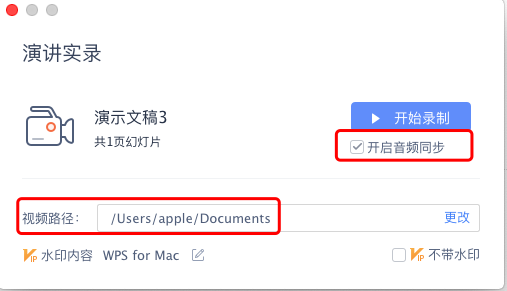 演讲实录
演示文稿3
共1页幻灯片
开始录制
开启音频同步
视频路径： /Users/apple/Documents 更改
VIP 水印内容 WPS for Mac VIP 不带水印